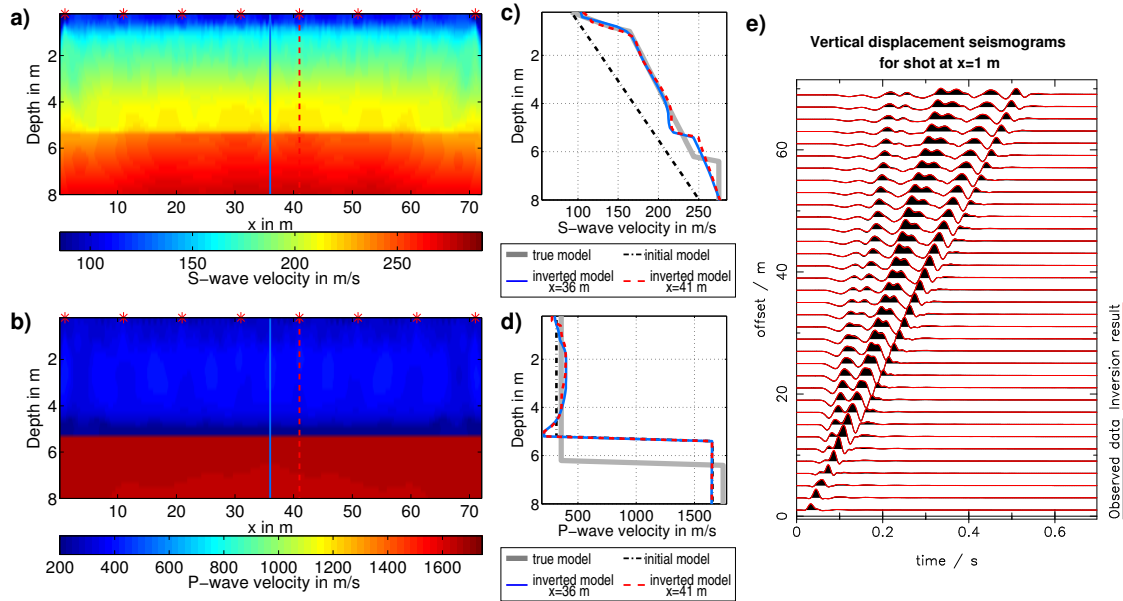 a)
2
4
6
8
Depth in m
10
20
30
40
50
60
70
x in m
100
150
200
250
S−wave velocity in m/s
b)
2
4
6
8
Depth in m
10
20
30
40
50
60
70
x in m
200
400
600
800
1000
1200
1400
1600
P−wave velocity in m/s
c)
2
4
6
8
Depth in m
100
150
200
250
S−wave velocity in m/s
true model
initial model
inverted model
x=36 m
inverted model
x=41 m
d)
2
4
6
8
Depth in m
500
1000
1500
P−wave velocity in m/s
true model
initial model
inverted model
x=36 m
inverted model
x=41 m
e)
Vertical displacement seismograms
for shot at x=1 m
0
20
40
60
offset / m
0
0.2
0.4
0.6
time / s
Observed data Inversion result